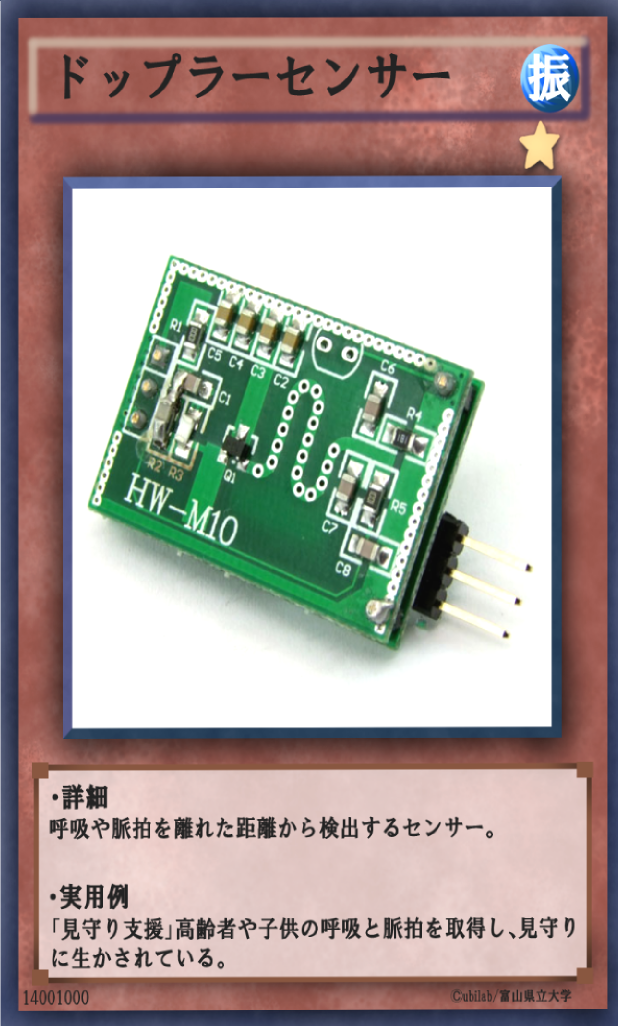 ドップラーセンサー
振
R1
C5
C4
C3
C2
C6
C1
R4
R2
R3
Q1
C7
R5
C8
HW-M10
・詳細
呼吸や脈拍を離れた距離から検出するセンサー。
・実用例
「見守り支援」高齢者や子供の呼吸と脈拍を取得し、見守り
に生かされている。
14001000
©ubilab/富山県立大学